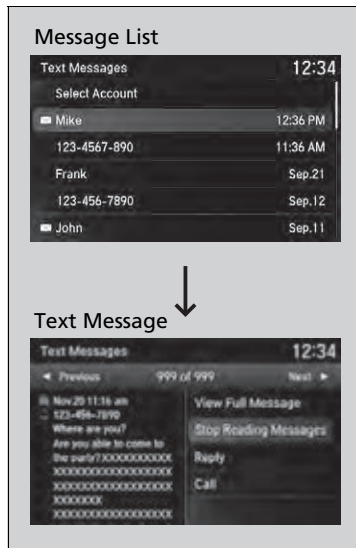 Message List
Text Messages 12:34
Select Account
Mike 12:36 PM
123-4567-890 11:36 AM
Frank Sep.21
123-456-7890 Sep.12
John Sep.11
Text Message
Text Messages 12:34
Previous 999 of 999 Next
Nov 20 11:16 am
123-456-7890
Where are you?
Are you able to come to
the party? XXXXXXXXXX
XXXXXXXXXXXXXXXXX
XXXXXXXXXXXXXXXXX
XXXXXXX
XXXXXXXXXXXXXXXXX
View Full Message
Stop Reading Messages
Reply
Call